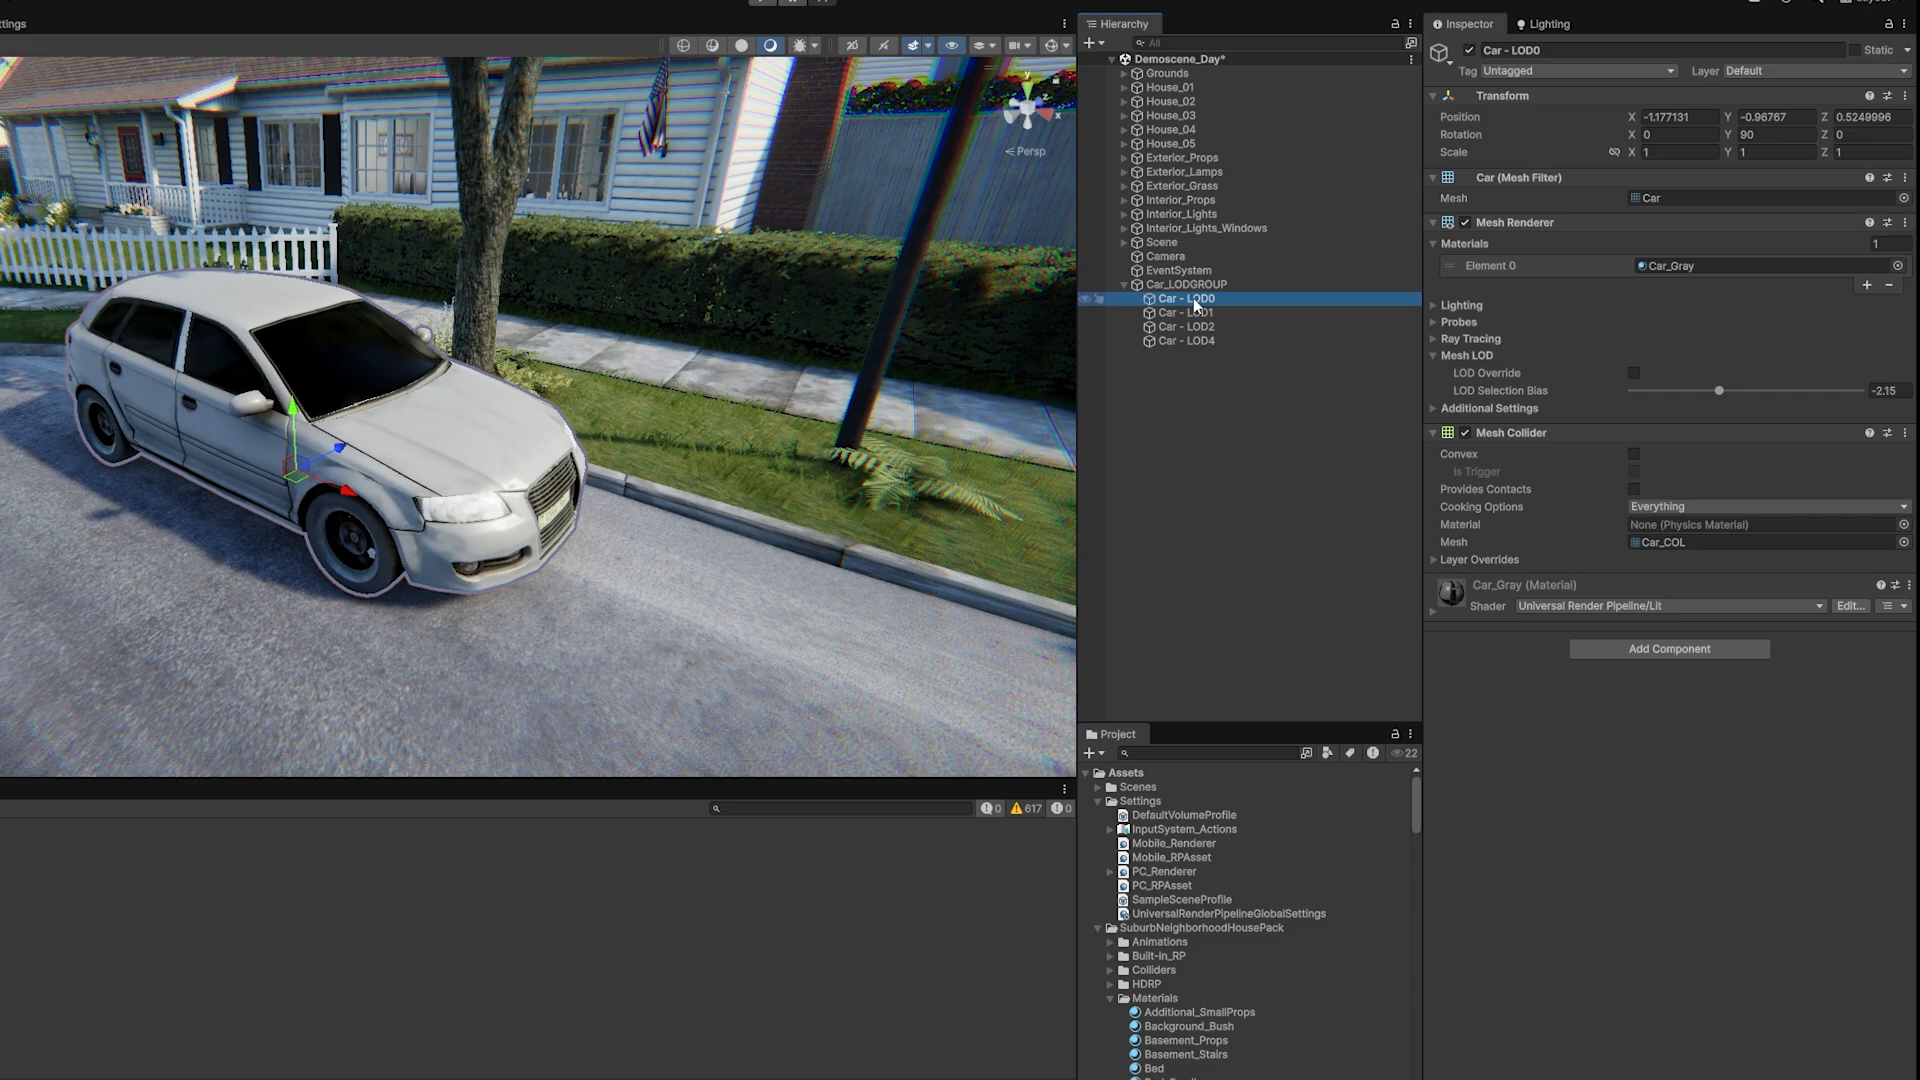 ttings
Persp
Hierarchy
All
Demoscene_Day*
Grounds
House_01
House_02
House_03
House_04
House_05
Exterior_Props
Exterior_Lamps
Exterior_Grass
Interior_Props
Interior_Lights
Interior_Lights_Windows
Scene
Camera
EventSystem
Car_LODGROUP
Car - LOD0
Car - LOD1
Car - LOD2
Car - LOD4
Inspector
Lighting
Car - LOD0
Static
Tag Untagged Layer Default
Transform
Position X -1.177131 Y -0.96767 Z 0.5249996
Rotation X 0 Y 90 Z 0
Scale X 1 Y 1 Z 1
Car (Mesh Filter)
Mesh Car
Mesh Renderer
Materials 1
Element 0 Car_Gray
Lighting
Probes
Ray Tracing
Mesh LOD
LOD Override
LOD Selection Bias -2.15
Additional Settings
Mesh Collider
Convex
Is Trigger
Provides Contacts
Cooking Options Everything
Material None (Physics Material)
Mesh Car_COL
Layer Overrides
Car_Gray (Material)
Shader Universal Render Pipeline/Lit Edit...
Add Component
Project
22
Assets
Scenes
Settings
DefaultVolumeProfile
InputSystem_Actions
Mobile_Renderer
Mobile_RPAsset
PC_Renderer
PC_RPAsset
SampleSceneProfile
UniversalRenderPipelineGlobalSettings
SuburbNeighborhoodHousePack
Animations
Built-in_RP
Colliders
HDRP
Materials
Additional_SmallProps
Background_Bush
Basement_Props
Basement_Stairs
Bed
0 617 0